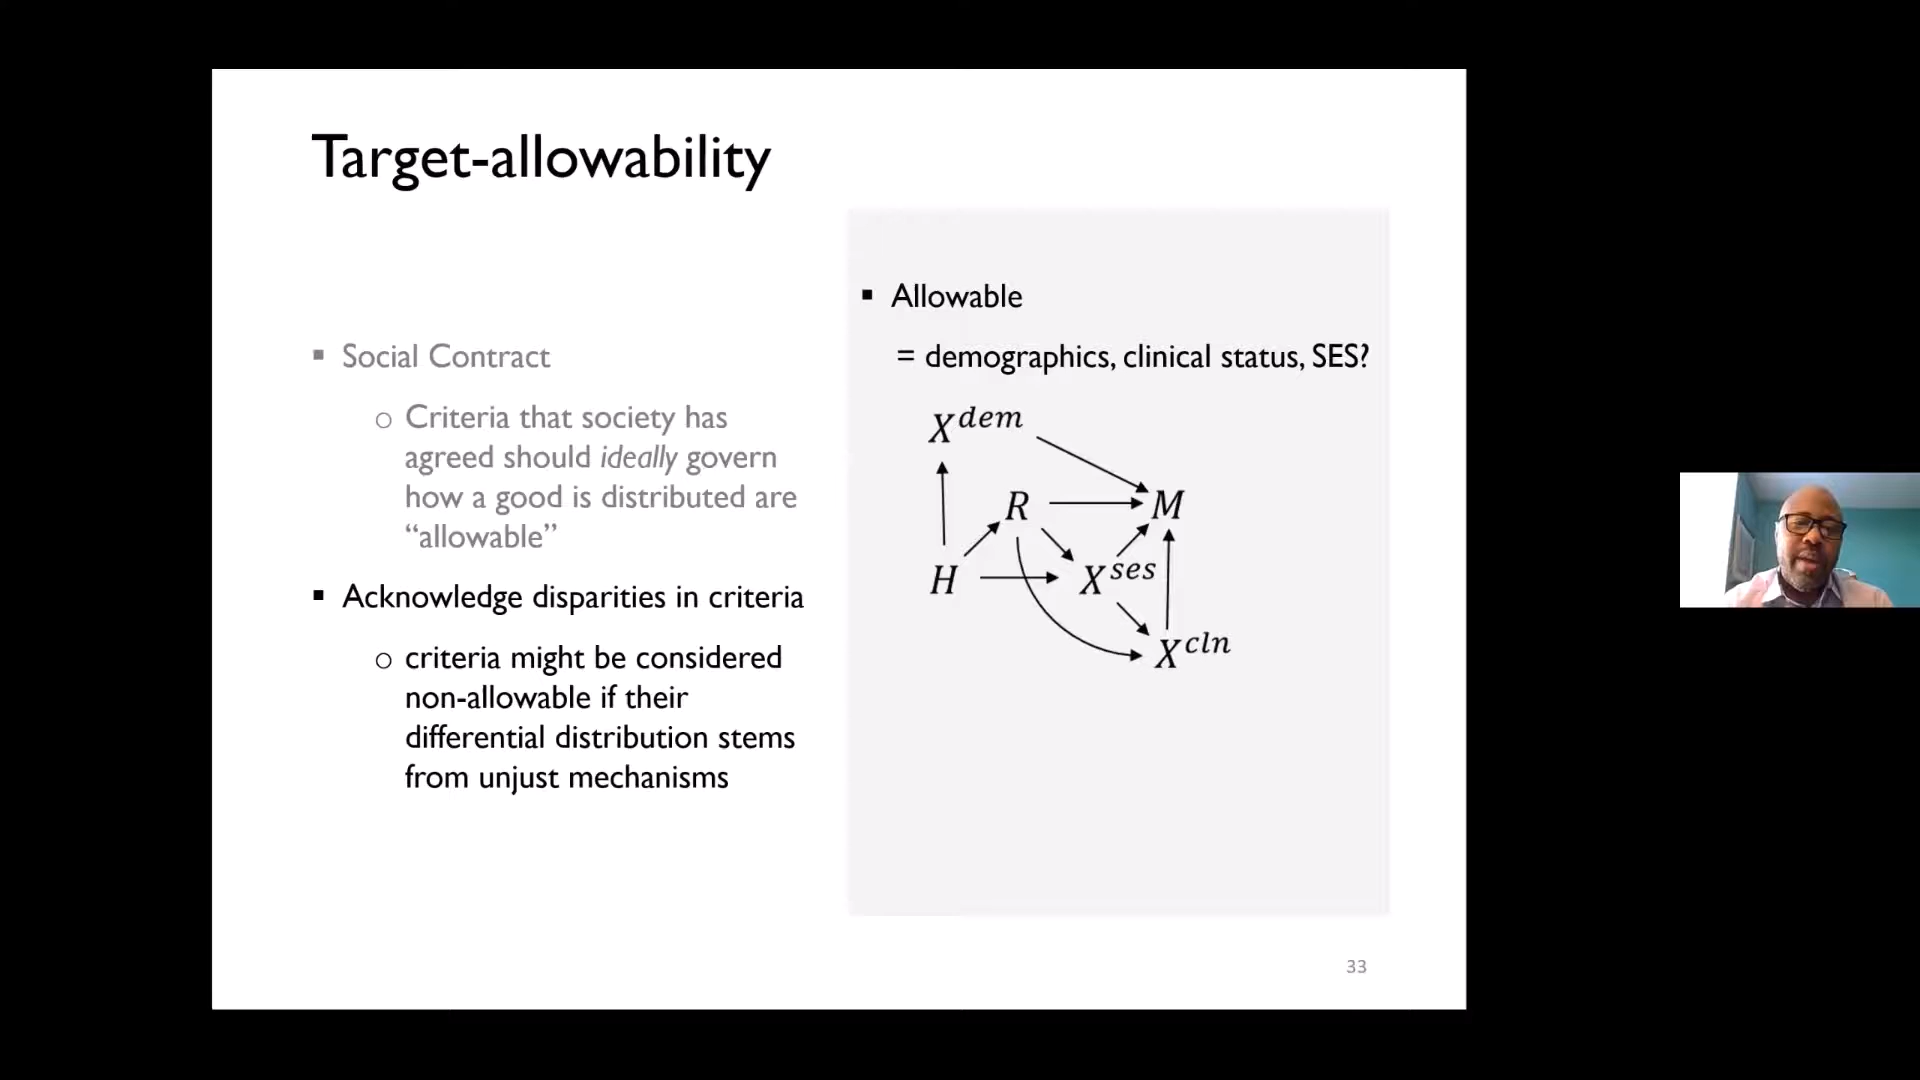 Target-allowability
▪ Social Contract
o Criteria that society has
agreed should ideally govern
how a good is distributed are
“allowable”
▪ Acknowledge disparities in criteria
o criteria might be considered
non-allowable if their
differential distribution stems
from unjust mechanisms
▪ Allowable
= demographics, clinical status, SES?
X^dem
R M
H X^ses
X^cln
33